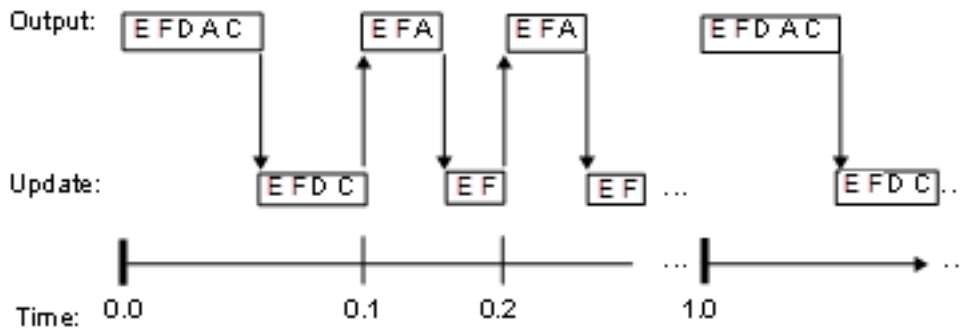 Output: E F D A C E F A E F A E F D A C
Update: E F D C E F E F ... E F D C ..
... ..
Time: 0.0 0.1 0.2 1.0